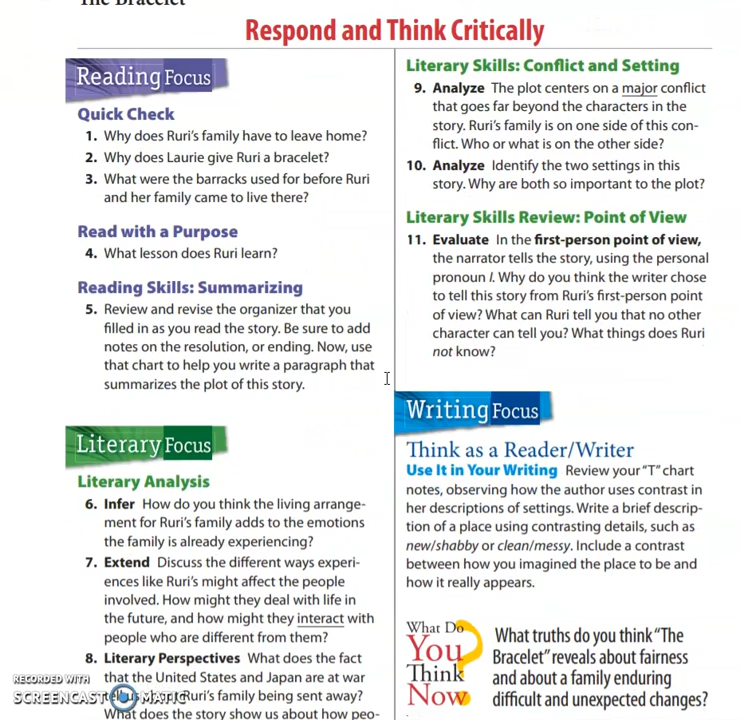 The Bracelet
Respond and Think Critically
Reading Focus
Quick Check
1. Why does Ruri's family have to leave home?
2. Why does Laurie give Ruri a bracelet?
3. What were the barracks used for before Ruri
and her family came to live there?
Read with a Purpose
4. What lesson does Ruri learn?
Reading Skills: Summarizing
5. Review and revise the organizer that you
filled in as you read the story. Be sure to add
notes on the resolution, or ending. Now, use
that chart to help you write a paragraph that
summarizes the plot of this story.
Literary Focus
Literary Analysis
6. Infer How do you think the living arrange-
ment for Ruri's family adds to the emotions
the family is already experiencing?
7. Extend Discuss the different ways experi-
ences like Ruri's might affect the people
involved. How might they deal with life in
the future, and how might they interact with
people who are different from them?
8. Literary Perspectives What does the fact
that the United States and Japan are at war
Ruri's family being sent away?
What does the story show us about how peo-
RECORDED WITH
SCREENCAST MATIC
Literary Skills: Conflict and Setting
9. Analyze The plot centers on a major conflict
that goes far beyond the characters in the
story. Ruri's family is on one side of this con-
flict. Who or what is on the other side?
10. Analyze Identify the two settings in this
story. Why are both so important to the plot?
Literary Skills Review: Point of View
11. Evaluate In the first-person point of view,
the narrator tells the story, using the personal
pronoun I. Why do you think the writer chose
to tell this story from Ruri's first-person point
of view? What can Ruri tell you that no other
character can tell you? What things does Ruri
not know?
Writing Focus
Think as a Reader/Writer
Use It in Your Writing Review your "T" chart
notes, observing how the author uses contrast in
her descriptions of settings. Write a brief descrip-
tion of a place using contrasting details, such as
new/shabby or clean/messy. Include a contrast
between how you imagined the place to be and
how it really appears.
What Do
You
Think
Now
?
What truths do you think "The
Bracelet" reveals about fairness
and about a family enduring
difficult and unexpected changes?